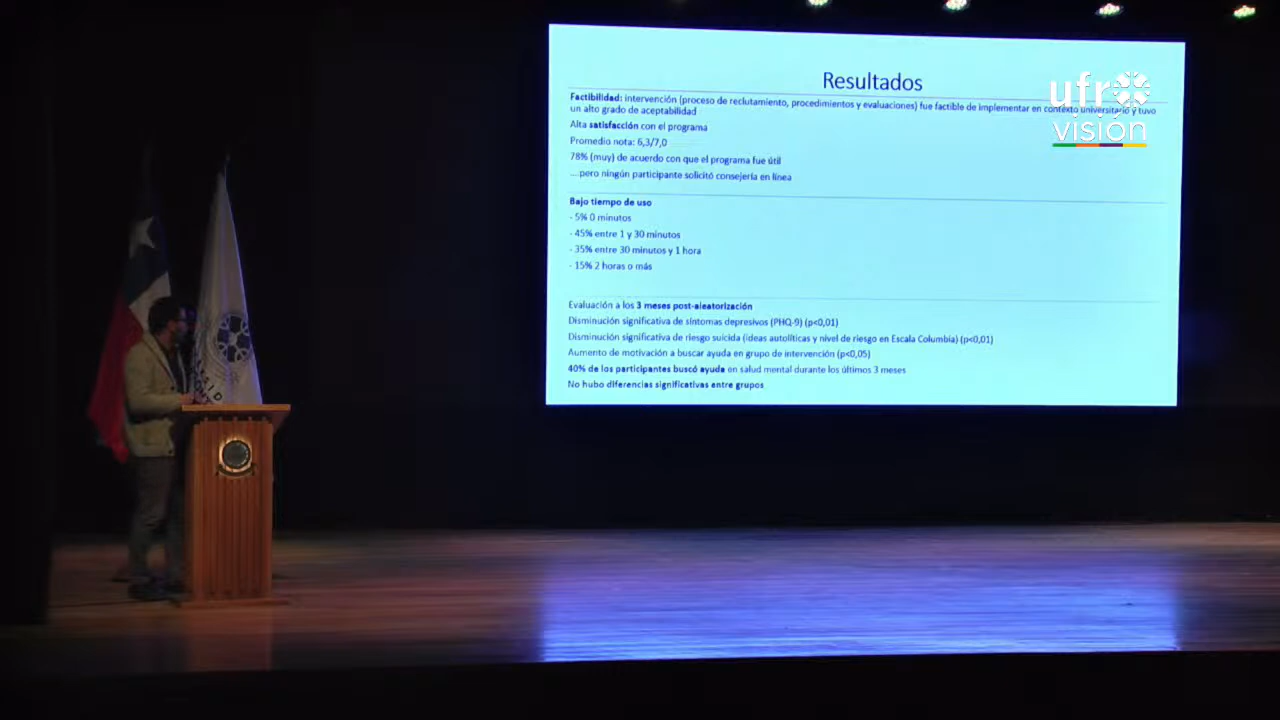 Resultados
Factibilidad: intervención (proceso de reclutamiento, procedimientos y evaluaciones) fue factible de implementar en contexto universitario y tuvo
un alto grado de aceptabilidad
Alta satisfacción con el programa
Promedio nota: 6,3/7,0
78% (muy) de acuerdo con que el programa fue útil
...pero ningún participante solicitó consejería en línea
Bajo tiempo de uso
- 5% 0 minutos
- 45% entre 1 y 30 minutos
- 35% entre 30 minutos y 1 hora
- 15% 2 horas o más
Evaluación a los 3 meses post-aleatorización
Disminución significativa de síntomas depresivos (PHQ-9) (p<0,01)
Disminución significativa de riesgo suicida (ideas autolíticas y nivel de riesgo en Escala Columbia) (p<0,01)
Aumento de motivación a buscar ayuda en grupo de intervención (p<0,05)
40% de los participantes buscó ayuda en salud mental durante los últimos 3 meses
No hubo diferencias significativas entre grupos
ufro
visión